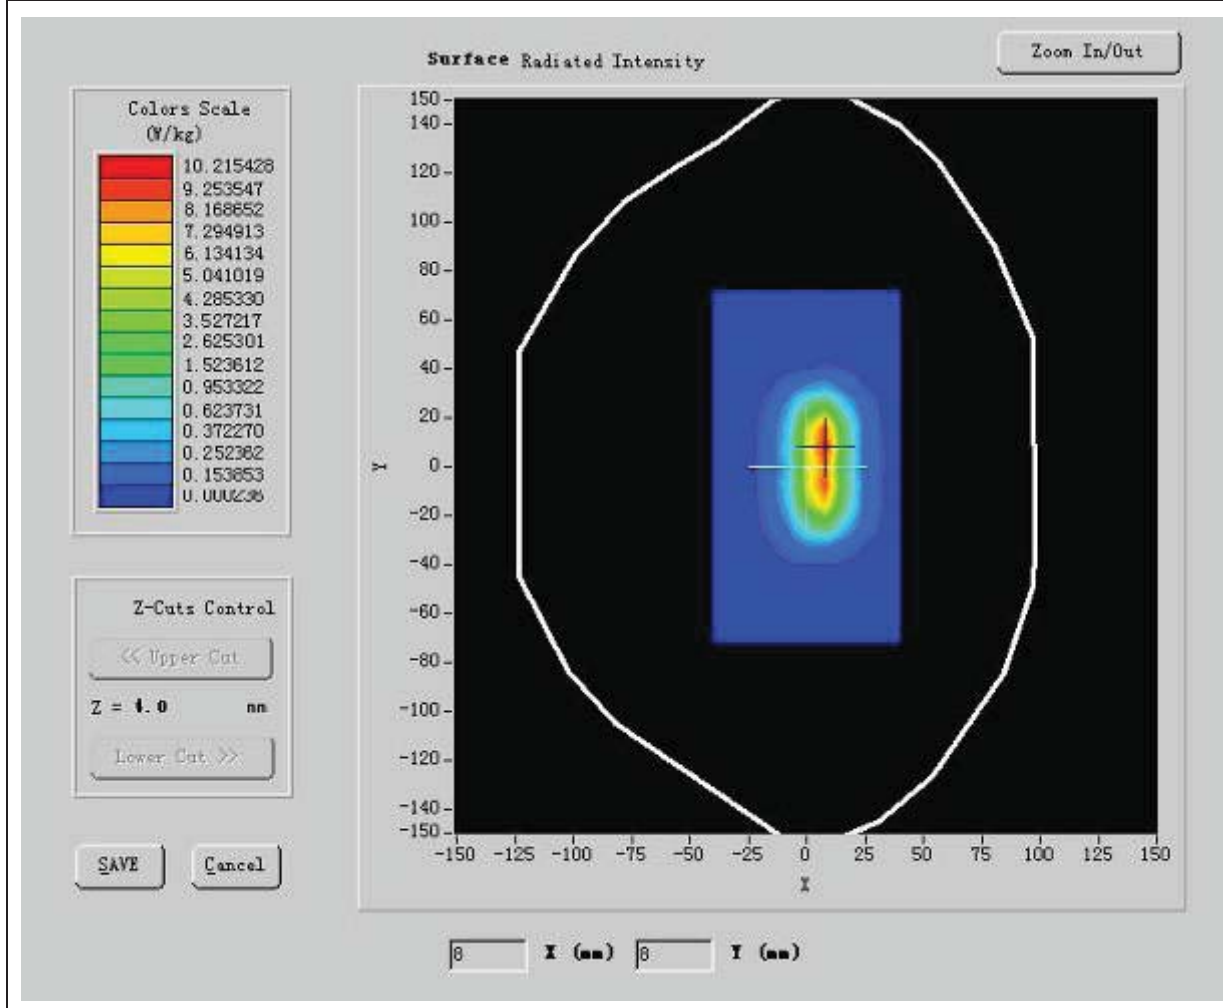 Surface Radiated Intensity
Zoom In/Out
Colors Scale
(W/kg)
10.215428
9.253547
8.168652
7.294913
6.134134
5.041019
4.285330
3.527217
2.625301
1.523612
0.953322
0.623731
0.372270
0.252362
0.153853
0.000236
Z-Cuts Control
<< Upper Cut
Z = 4.0 mm
Lower Cut >>
SAVE
Cancel
150
140
120
100
80
60
40
20
0
-20
-40
-60
-80
-100
-120
-140
-150
Y
-150 -125 -100 -75 -50 -25 0 25 50 75 100 125 150
X
8 X (mm) 8 Y (mm)